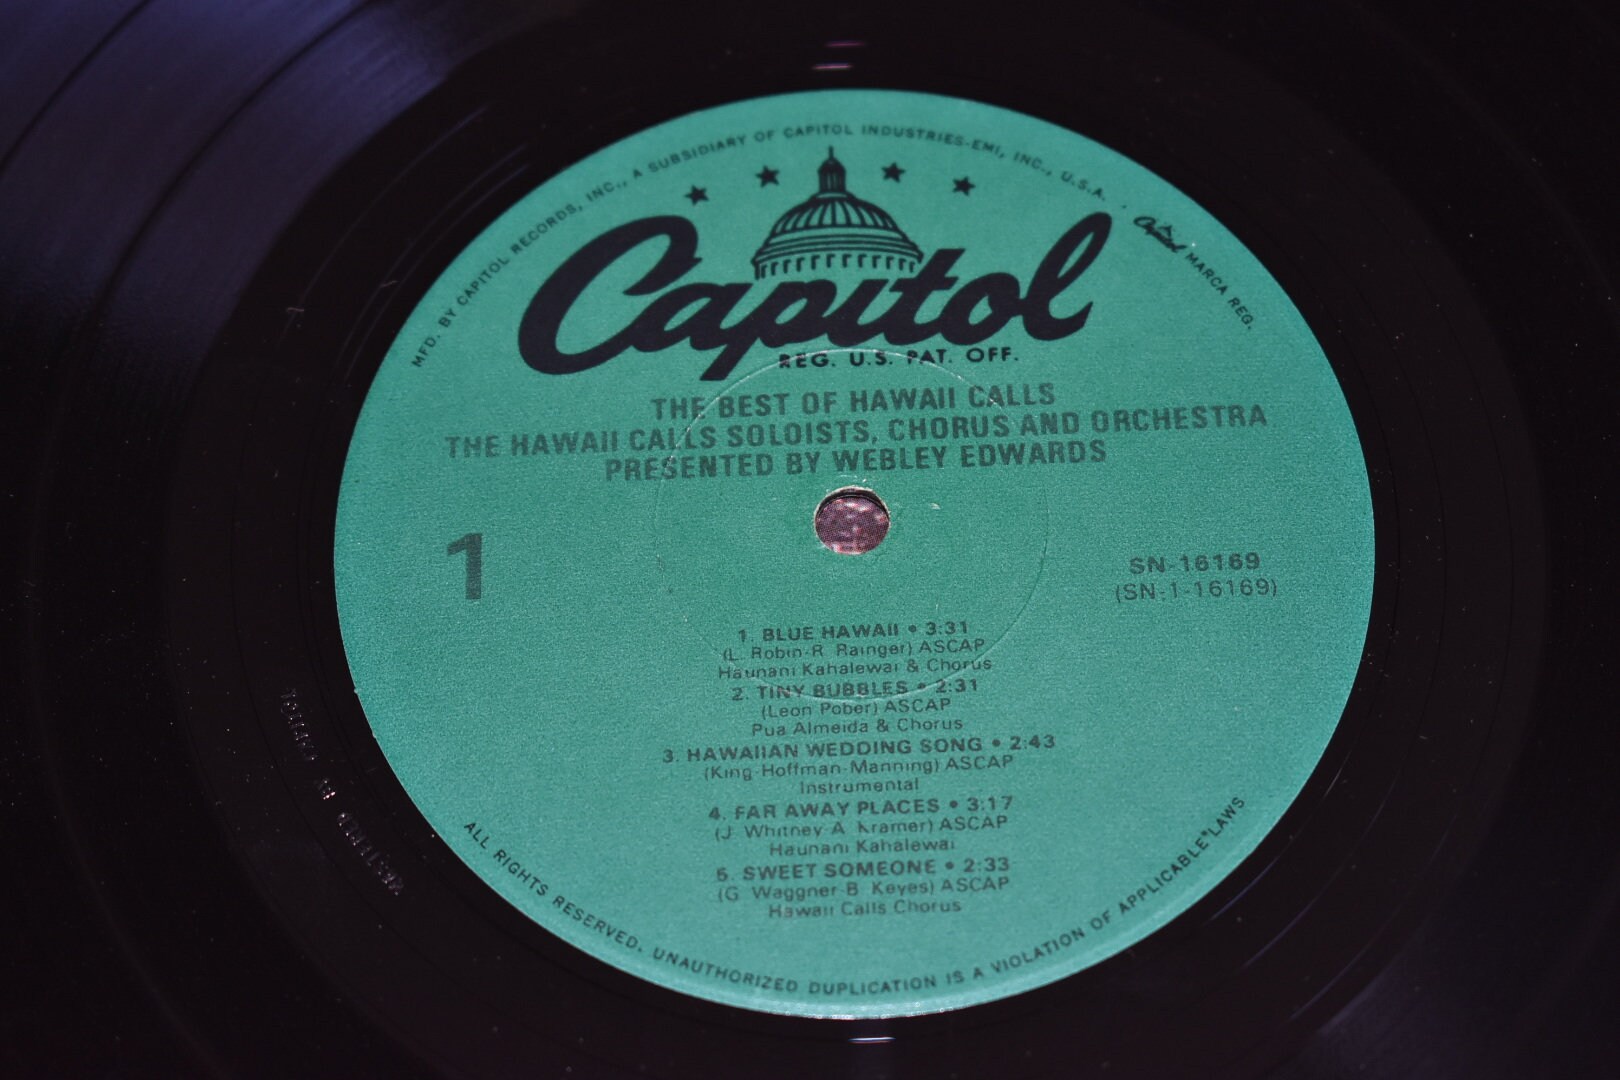 MFD. BY CAPITOL RECORDS, INC., A SUBSIDIARY OF CAPITOL INDUSTRIES-EMI, INC., U.S.A. . Capitol MARCA REG.
Capitol
REG. U.S. PAT. OFF.
THE BEST OF HAWAII CALLS
THE HAWAII CALLS SOLOISTS, CHORUS AND ORCHESTRA
PRESENTED BY WEBLEY EDWARDS
1
SN-16169
(SN-1-16169)
1. BLUE HAWAII • 3:31
(L. Robin-R. Rainger) ASCAP
Haunani Kahalewai & Chorus
2. TINY BUBBLES • 2:31
(Leon Pober) ASCAP
Pua Almeida & Chorus
3. HAWAIIAN WEDDING SONG • 2:43
(King-Hoffman-Manning) ASCAP
Instrumental
4. FAR AWAY PLACES • 3:17
(J. Whitney-A. Kramer) ASCAP
Haunani Kahalewai
5. SWEET SOMEONE • 2:33
(G. Waggner-B. Keyes) ASCAP
Hawaii Calls Chorus
ALL RIGHTS RESERVED. UNAUTHORIZED DUPLICATION IS A VIOLATION OF APPLICABLE LAWS